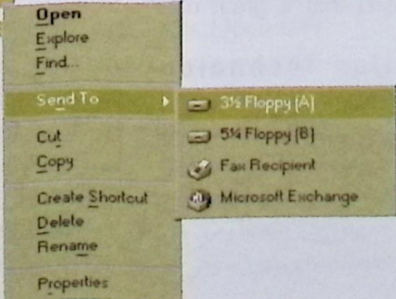 Open
Explore
Find...
Send To
3½ Floppy (A)
5¼ Floppy (B)
Fax Recipient
Microsoft Exchange
Cut
Copy
Create Shortcut
Delete
Rename
Properties